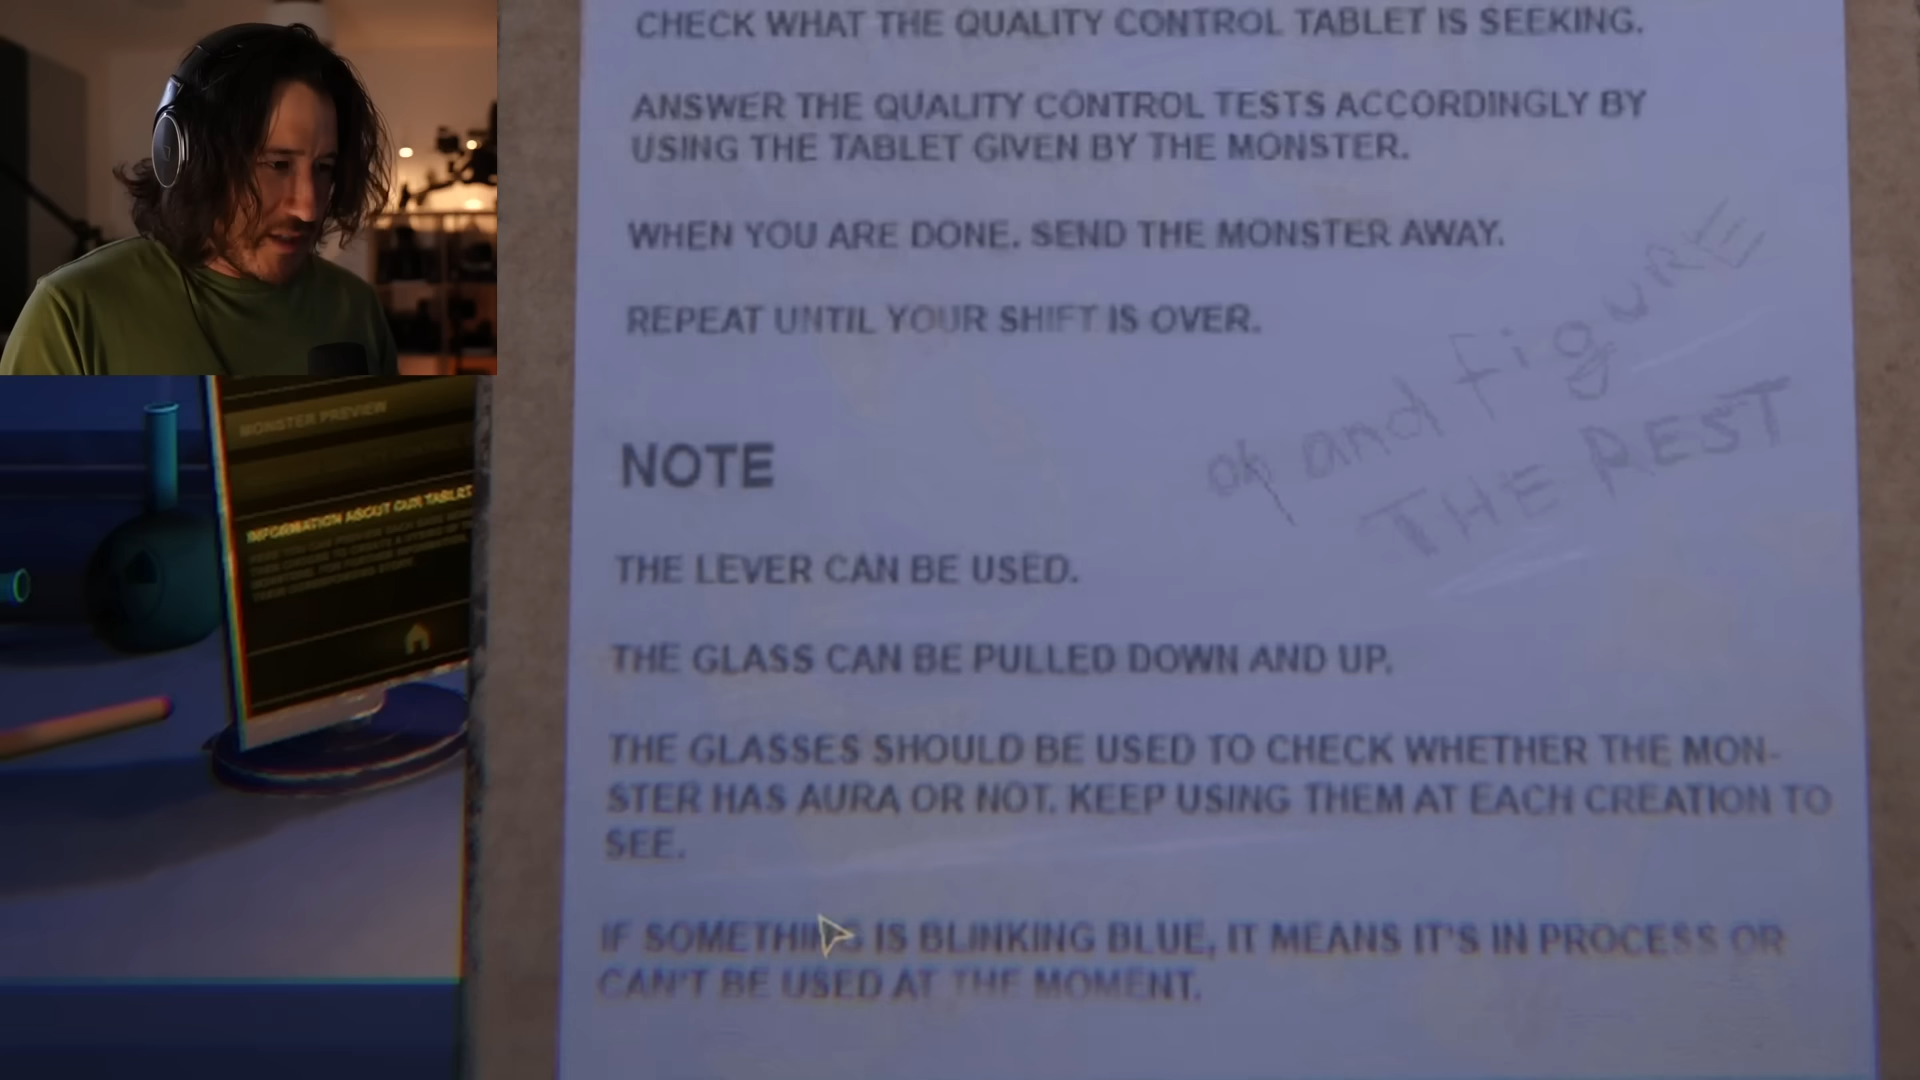 CHECK WHAT THE QUALITY CONTROL TABLET IS SEEKING.
ANSWER THE QUALITY CONTROL TESTS ACCORDINGLY BY
USING THE TABLET GIVEN BY THE MONSTER.
WHEN YOU ARE DONE, SEND THE MONSTER AWAY.
REPEAT UNTIL YOUR SHIFT IS OVER.
and figURE
THE REST
NOTE
THE LEVER CAN BE USED.
THE GLASS CAN BE PULLED DOWN AND UP.
THE GLASSES SHOULD BE USED TO CHECK WHETHER THE MON-
STER HAS AURA OR NOT. KEEP USING THEM AT EACH CREATION TO
SEE.
IF SOMETHING IS BLINKING BLUE, IT MEANS IT'S IN PROCESS OR
CAN'T BE USED AT THE MOMENT.
MONSTER PREVIEW
INFORMATION ABOUT OUR TABLET